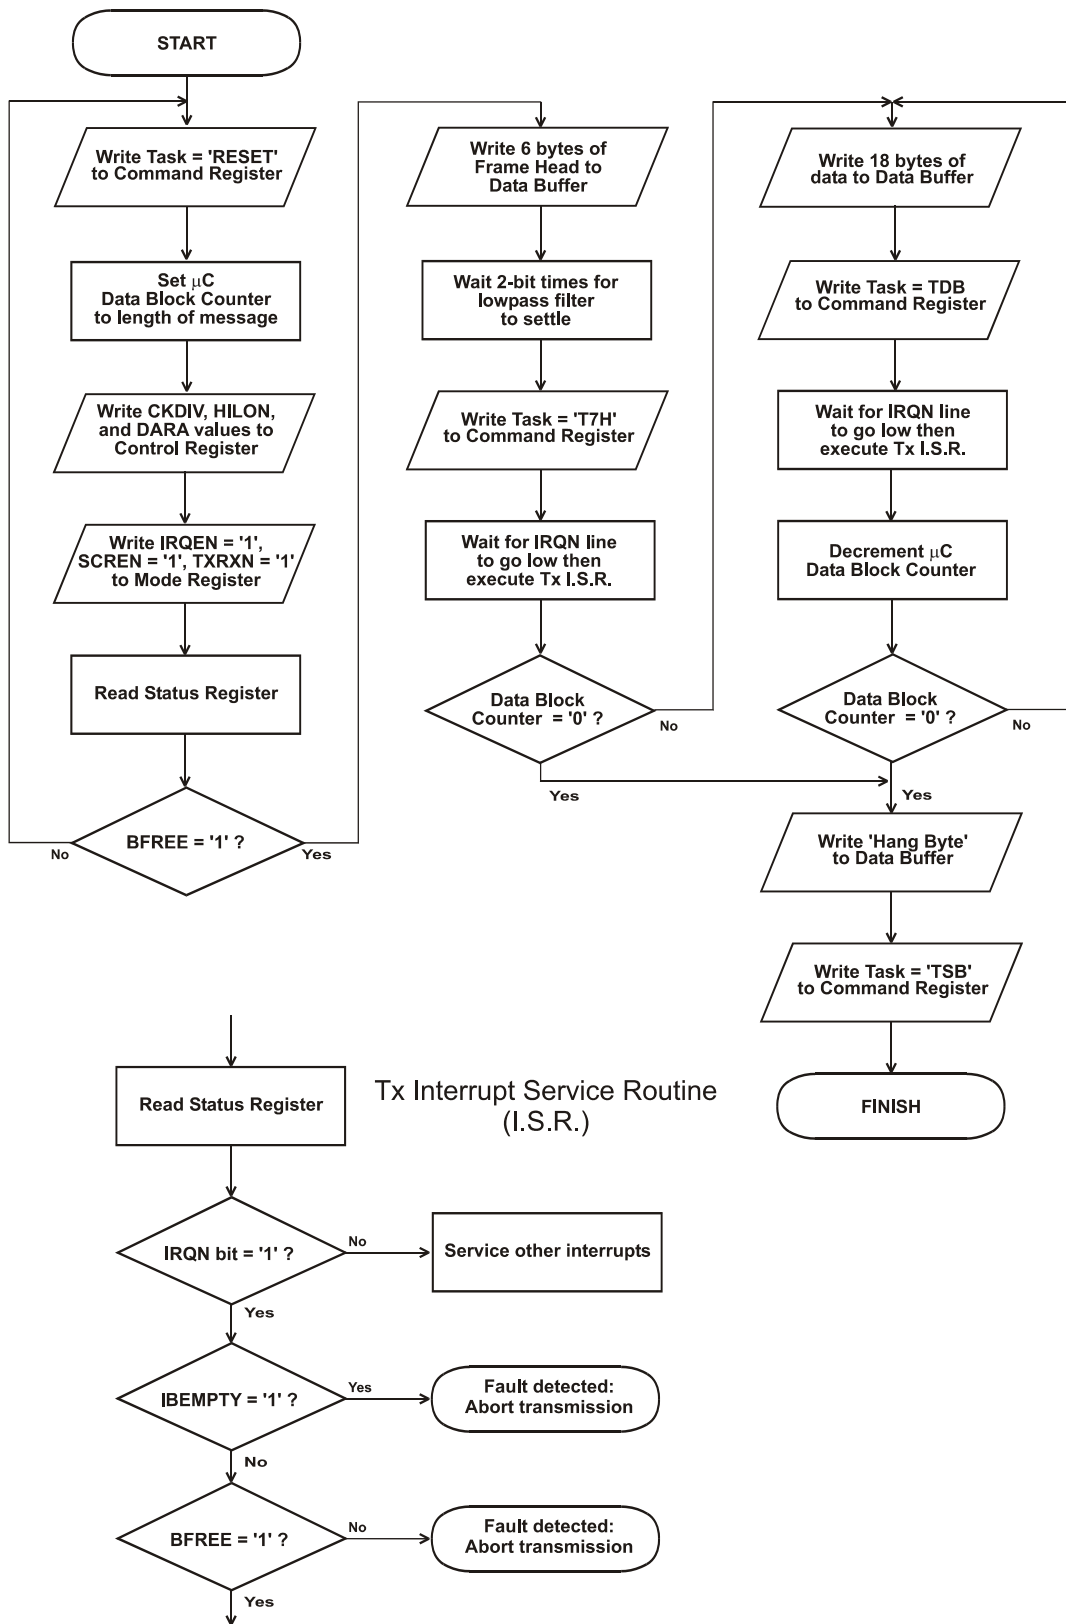 START
Write Task = 'RESET'
to Command Register
Set µC
Data Block Counter
to length of message
Write CKDIV, HILON,
and DARA values to
Control Register
Write IRQEN = '1',
SCREN = '1', TXRXN = '1'
to Mode Register
Read Status Register
BFREE = '1' ?
No
Yes
Write 6 bytes of
Frame Head to
Data Buffer
Wait 2-bit times for
lowpass filter
to settle
Write Task = 'T7H'
to Command Register
Wait for IRQN line
to go low then
execute Tx I.S.R.
Data Block
Counter = '0' ?
No
Yes
Write 18 bytes of
data to Data Buffer
Write Task = TDB
to Command Register
Wait for IRQN line
to go low then
execute Tx I.S.R.
Decrement µC
Data Block Counter
Data Block
Counter = '0' ?
No
Yes
Write 'Hang Byte'
to Data Buffer
Write Task = 'TSB'
to Command Register
FINISH
Tx Interrupt Service Routine
(I.S.R.)
Read Status Register
IRQN bit = '1' ?
No
Service other interrupts
Yes
IBEMPTY = '1' ?
Yes
Fault detected:
Abort transmission
No
BFREE = '1' ?
No
Fault detected:
Abort transmission
Yes